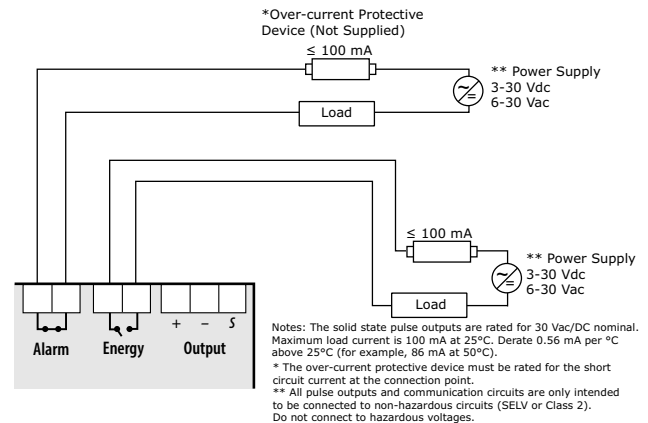 *Over-current Protective
Device (Not Supplied)
≤ 100 mA
** Power Supply
3-30 Vdc
6-30 Vac
Load
≤ 100 mA
** Power Supply
3-30 Vdc
6-30 Vac
Load
+ – S
Alarm Energy Output
Notes: The solid state pulse outputs are rated for 30 Vac/DC nominal.
Maximum load current is 100 mA at 25°C. Derate 0.56 mA per °C
above 25°C (for example, 86 mA at 50°C).
* The over-current protective device must be rated for the short
circuit current at the connection point.
** All pulse outputs and communication circuits are only intended
to be connected to non-hazardous circuits (SELV or Class 2).
Do not connect to hazardous voltages.